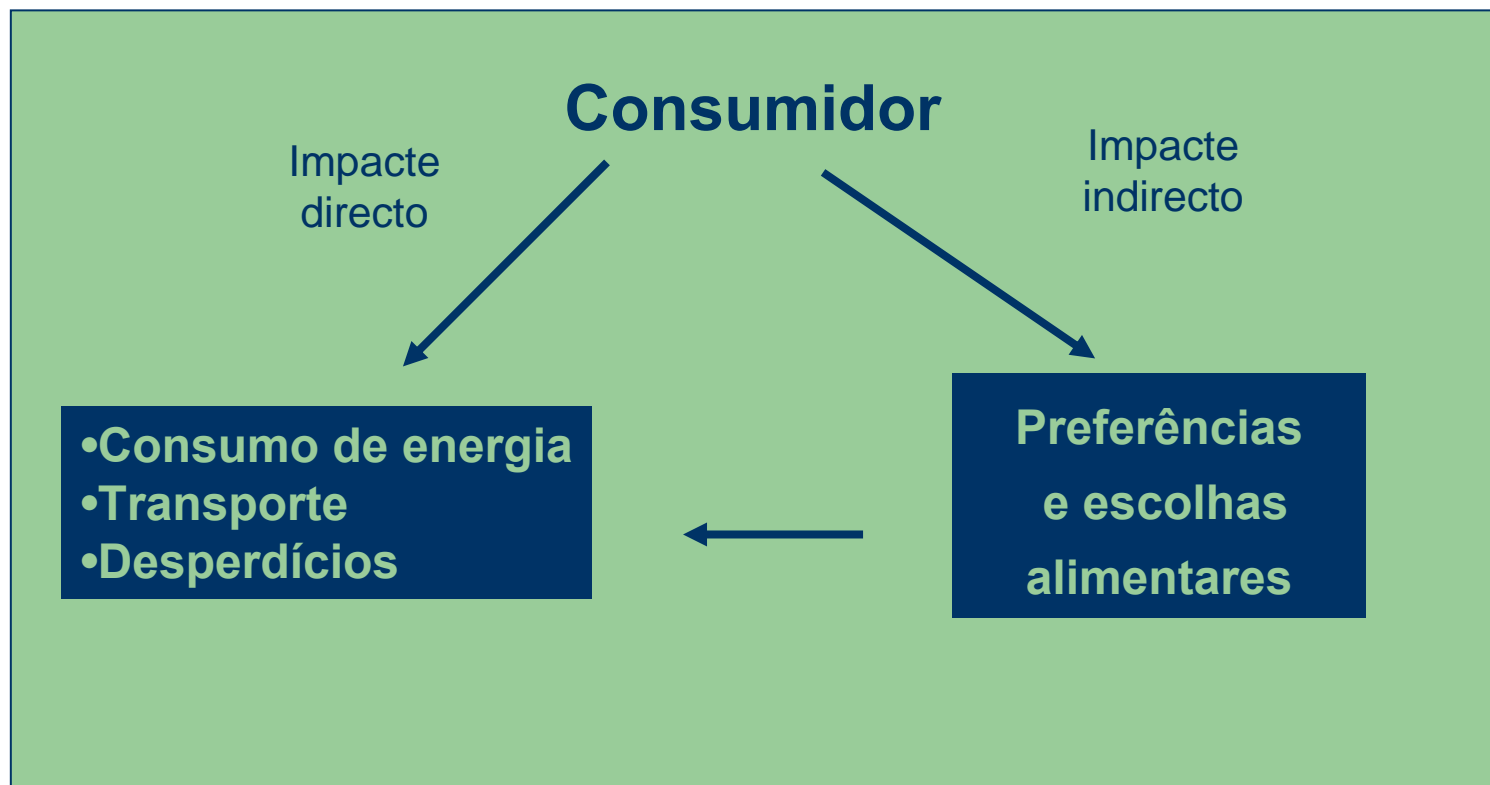 Consumidor
Impacte
directo
Impacte
indirecto
•Consumo de energia
•Transporte
•Desperdícios
Preferências
e escolhas
alimentares